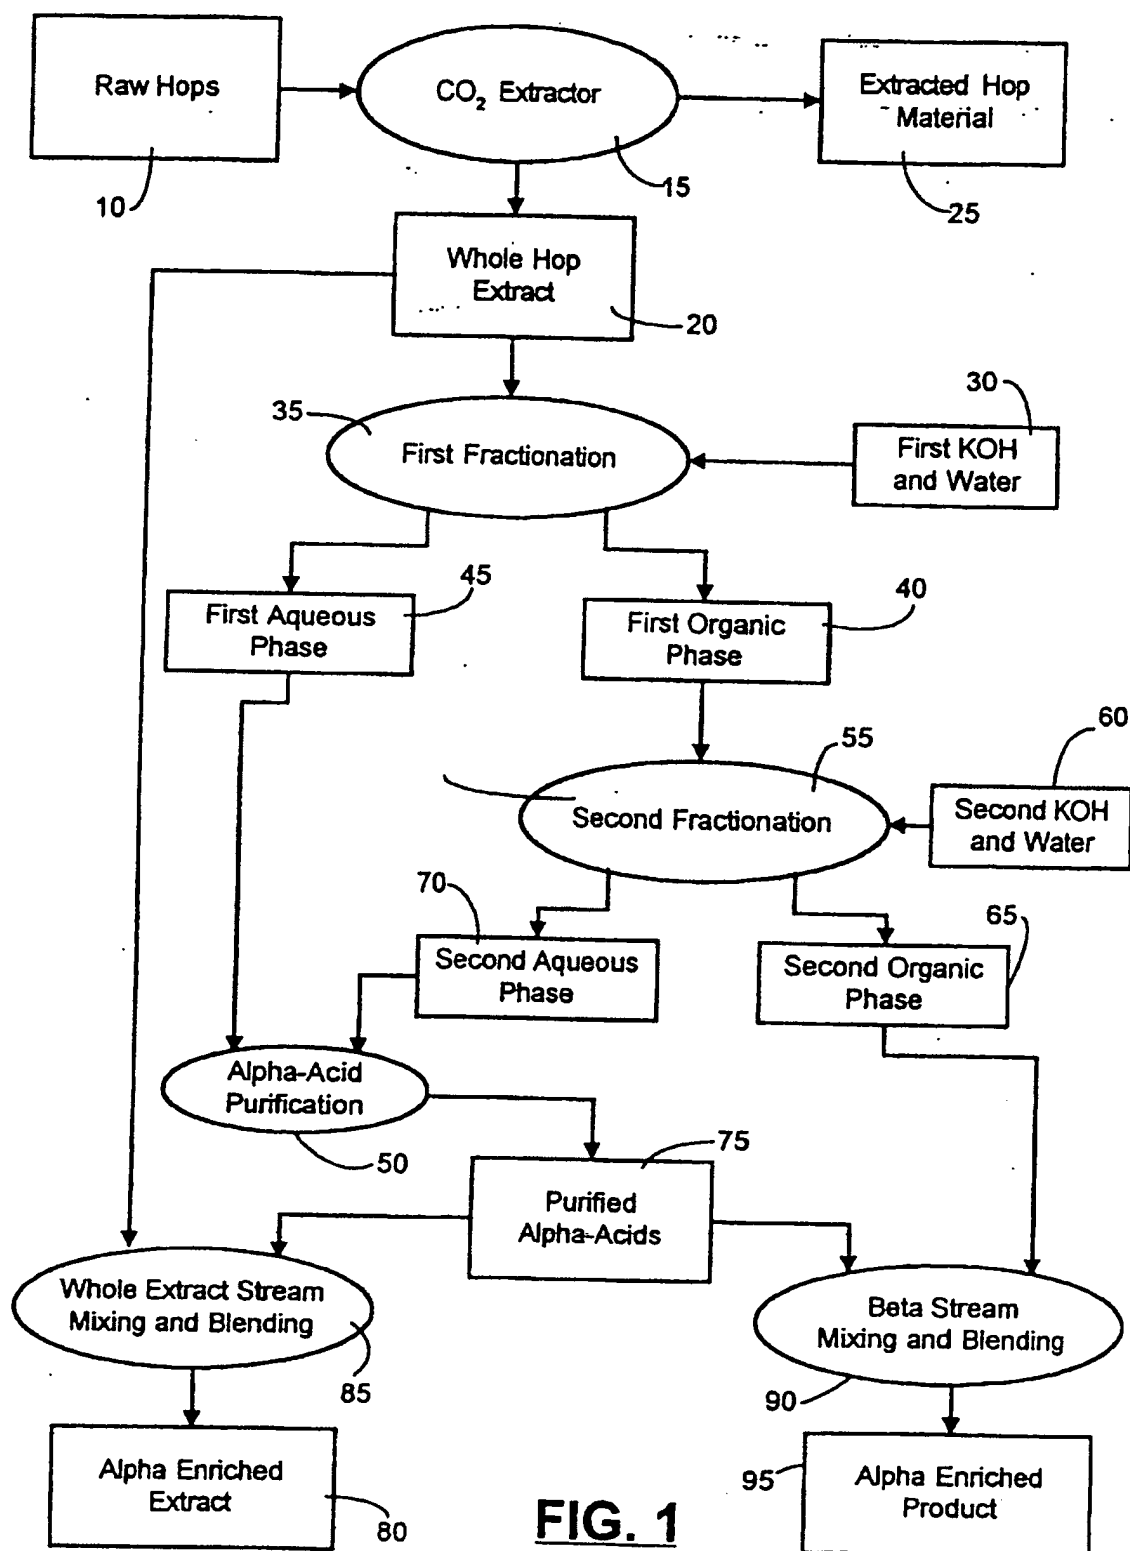 Raw Hops
CO₂ Extractor
Extracted Hop
Material
10
15
25
Whole Hop
Extract
20
30
35
First Fractionation
First KOH
and Water
45
40
First Aqueous
Phase
First Organic
Phase
55
60
Second Fractionation
Second KOH
and Water
70
65
Second Aqueous
Phase
Second Organic
Phase
Alpha-Acid
Purification
50
75
Purified
Alpha-Acids
Whole Extract Stream
Mixing and Blending
85
Beta Stream
Mixing and Blending
90
Alpha Enriched
Extract
80
95
Alpha Enriched
Product
FIG. 1